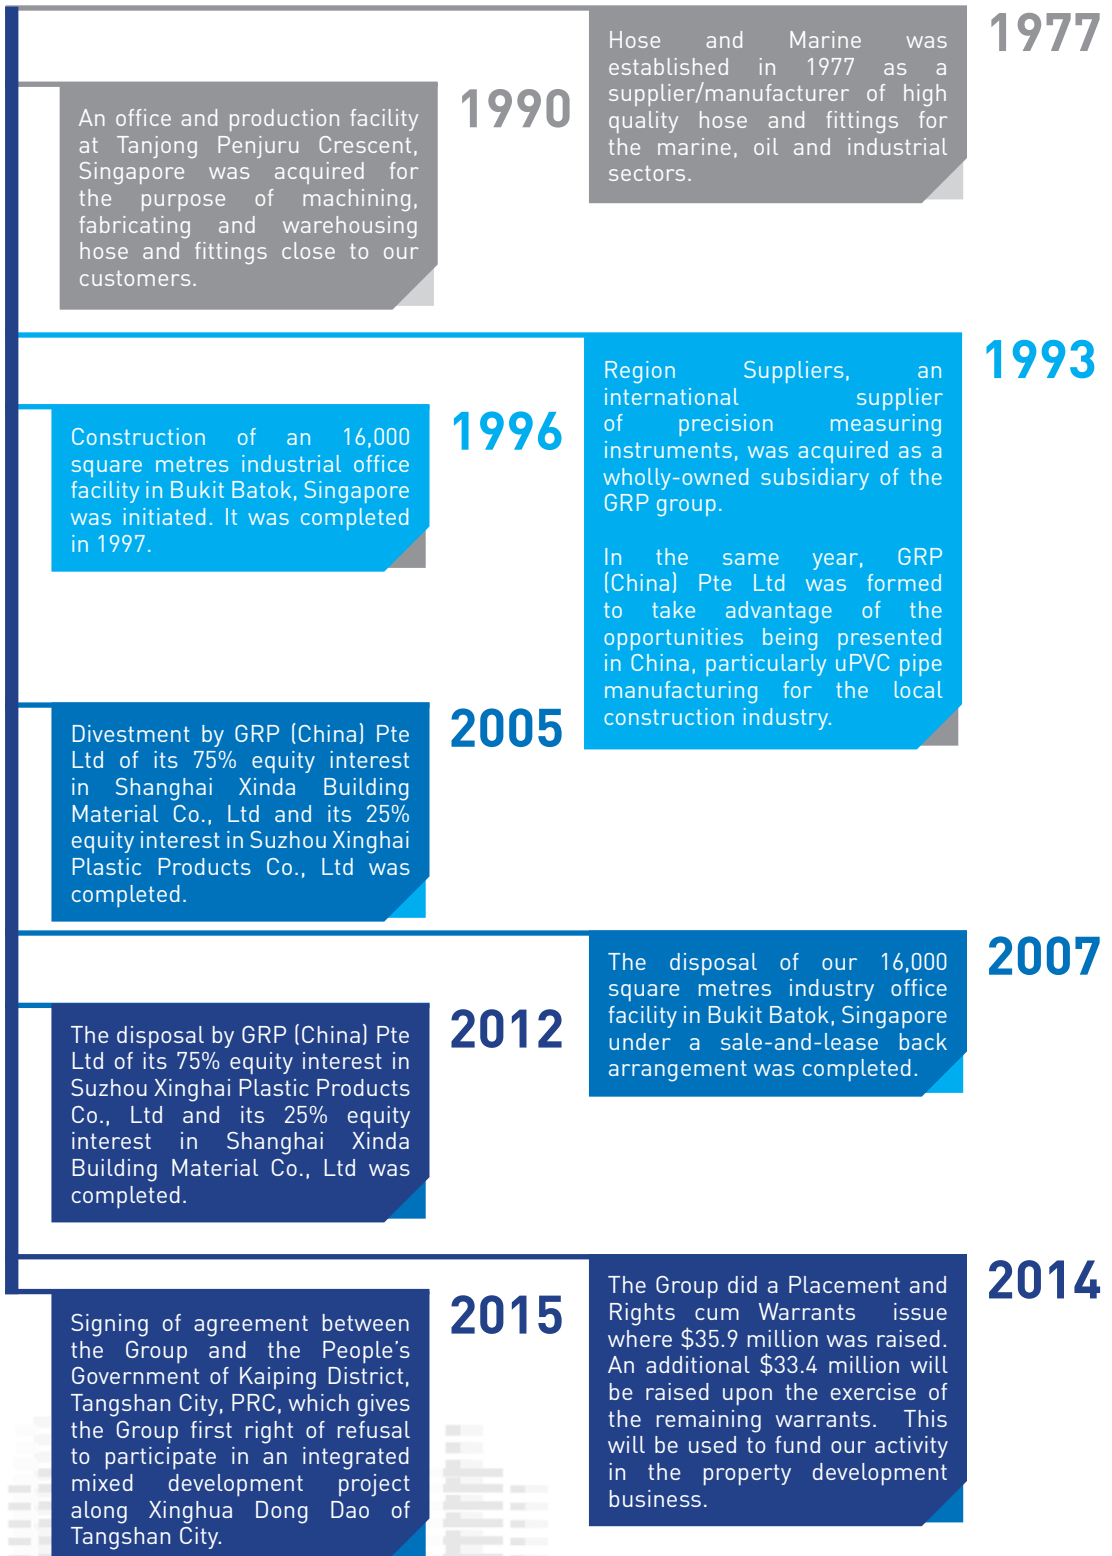 1977
Hose and Marine was
established in 1977 as a
supplier/manufacturer of high
quality hose and fittings for
the marine, oil and industrial
sectors.
1990
An office and production facility
at Tanjong Penjuru Crescent,
Singapore was acquired for
the purpose of machining,
fabricating and warehousing
hose and fittings close to our
customers.
1993
Region Suppliers, an
international supplier
of precision measuring
instruments, was acquired as a
wholly-owned subsidiary of the
GRP group.
In the same year, GRP
(China) Pte Ltd was formed
to take advantage of the
opportunities being presented
in China, particularly uPVC pipe
manufacturing for the local
construction industry.
1996
Construction of an 16,000
square metres industrial office
facility in Bukit Batok, Singapore
was initiated. It was completed
in 1997.
2005
Divestment by GRP (China) Pte
Ltd of its 75% equity interest
in Shanghai Xinda Building
Material Co., Ltd and its 25%
equity interest in Suzhou Xinghai
Plastic Products Co., Ltd was
completed.
2007
The disposal of our 16,000
square metres industry office
facility in Bukit Batok, Singapore
under a sale-and-lease back
arrangement was completed.
2012
The disposal by GRP (China) Pte
Ltd of its 75% equity interest in
Suzhou Xinghai Plastic Products
Co., Ltd and its 25% equity
interest in Shanghai Xinda
Building Material Co., Ltd was
completed.
2014
The Group did a Placement and
Rights cum Warrants issue
where $35.9 million was raised.
An additional $33.4 million will
be raised upon the exercise of
the remaining warrants. This
will be used to fund our activity
in the property development
business.
2015
Signing of agreement between
the Group and the People’s
Government of Kaiping District,
Tangshan City, PRC, which gives
the Group first right of refusal
to participate in an integrated
mixed development project
along Xinghua Dong Dao of
Tangshan City.